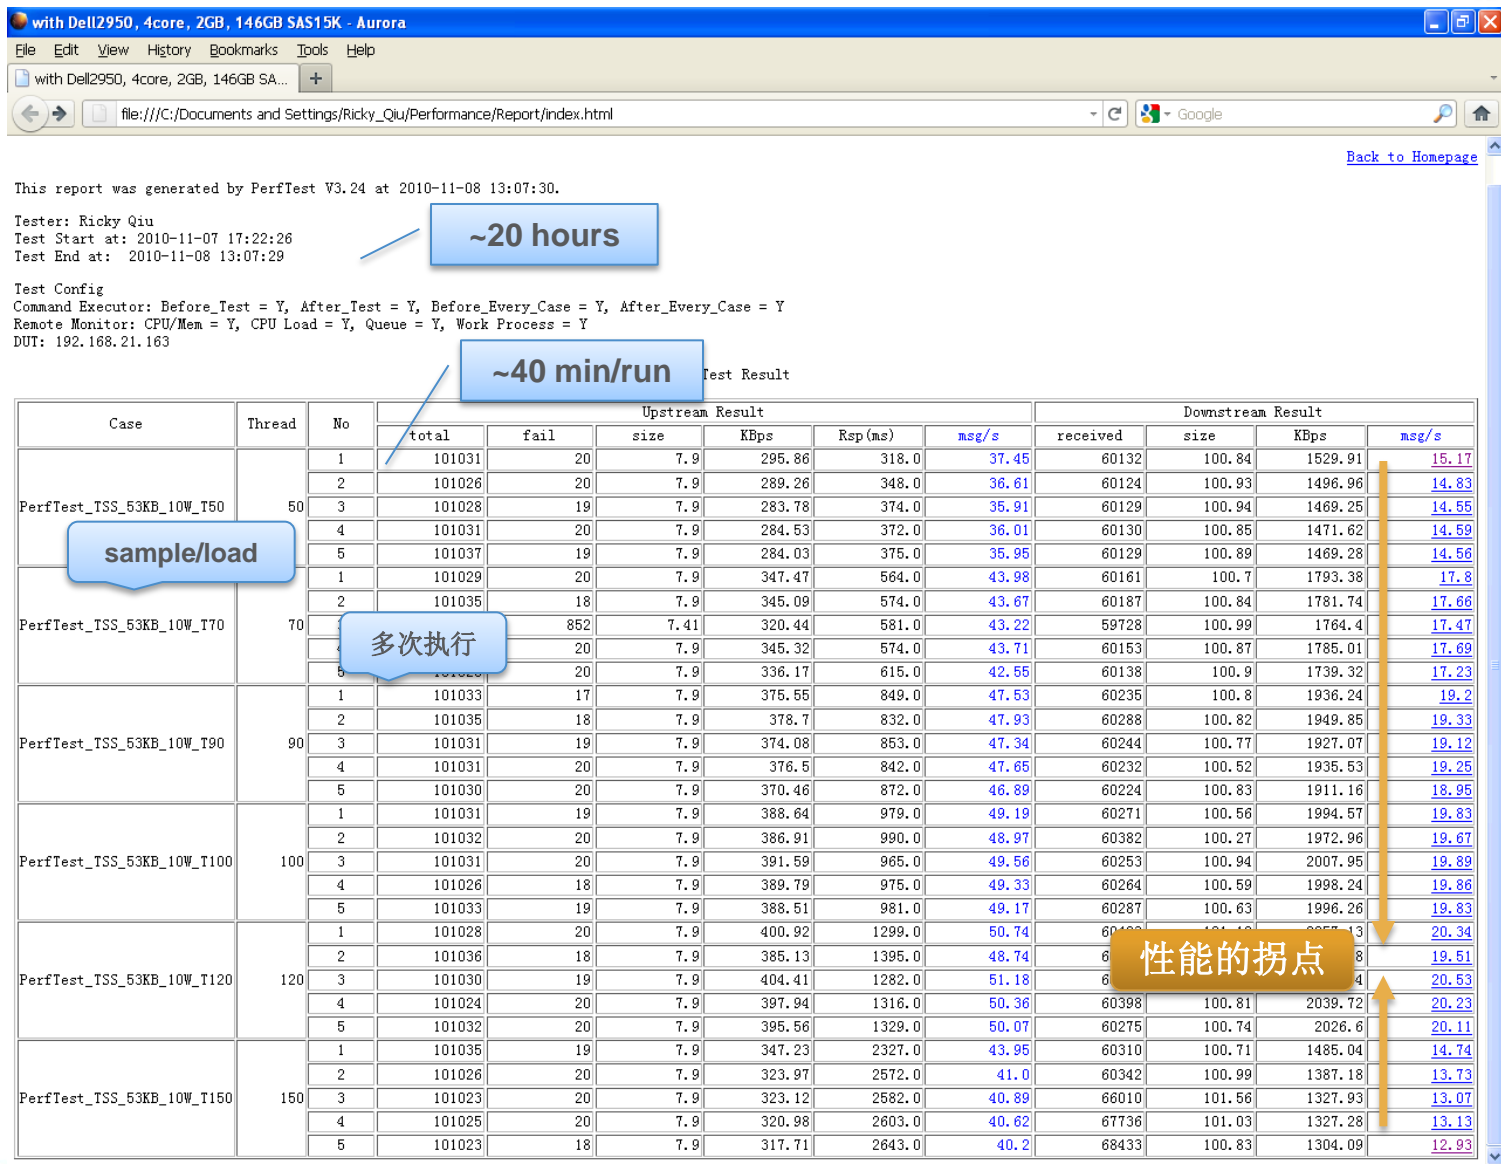 with Dell2950, 4core, 2GB, 146GB SAS15K - Aurora
File Edit View History Bookmarks Tools Help
with Dell2950, 4core, 2GB, 146GB SA...
file:///C:/Documents and Settings/Ricky_Qiu/Performance/Report/index.html
Google
Back to Homepage
This report was generated by PerfTest V3.24 at 2010-11-08 13:07:30.
Tester: Ricky Qiu
Test Start at: 2010-11-07 17:22:26
Test End at: 2010-11-08 13:07:29
~20 hours
Test Config
Command Executor: Before_Test = Y, After_Test = Y, Before_Every_Case = Y, After_Every_Case = Y
Remote Monitor: CPU/Mem = Y, CPU Load = Y, Queue = Y, Work Process = Y
DUT: 192.168.21.163
~40 min/run
Test Result
Case Thread No Upstream Result Downstream Result
total fail size KBps Rsp(ms) msg/s received size KBps msg/s
PerfTest_TSS_53KB_10W_T50 50
1 101031 20 7.9 295.86 318.0 37.45 60132 100.84 1529.91 15.17
2 101026 20 7.9 289.26 348.0 36.61 60124 100.93 1496.96 14.83
3 101028 19 7.9 283.78 374.0 35.91 60129 100.94 1469.25 14.55
4 101031 20 7.9 284.53 372.0 36.01 60130 100.85 1471.62 14.59
5 101037 19 7.9 284.03 375.0 35.95 60129 100.89 1469.28 14.56
sample/load
PerfTest_TSS_53KB_10W_T70 70
1 101029 20 7.9 347.47 564.0 43.98 60161 100.7 1793.38 17.8
2 101035 18 7.9 345.09 574.0 43.67 60187 100.84 1781.74 17.66
852 7.41 320.44 581.0 43.22 59728 100.99 1764.4 17.47
20 7.9 345.32 574.0 43.71 60153 100.87 1785.01 17.69
5 20 7.9 336.17 615.0 42.55 60138 100.9 1739.32 17.23
多次执行
PerfTest_TSS_53KB_10W_T90 90
1 101033 17 7.9 375.55 849.0 47.53 60235 100.8 1936.24 19.2
2 101035 18 7.9 378.7 832.0 47.93 60288 100.82 1949.85 19.33
3 101031 19 7.9 374.08 853.0 47.34 60244 100.77 1927.07 19.12
4 101031 20 7.9 376.5 842.0 47.65 60232 100.52 1935.53 19.25
5 101030 20 7.9 370.46 872.0 46.89 60224 100.83 1911.16 18.95
PerfTest_TSS_53KB_10W_T100 100
1 101031 19 7.9 388.64 979.0 49.19 60271 100.56 1994.57 19.83
2 101032 20 7.9 386.91 990.0 48.97 60382 100.27 1972.96 19.67
3 101031 20 7.9 391.59 965.0 49.56 60253 100.94 2007.95 19.89
4 101026 18 7.9 389.79 975.0 49.33 60264 100.59 1998.24 19.86
5 101033 19 7.9 388.51 981.0 49.17 60287 100.63 1996.26 19.83
PerfTest_TSS_53KB_10W_T120 120
1 101028 20 7.9 400.92 1299.0 50.74 20.34
2 101036 18 7.9 385.13 1395.0 48.74 19.51
3 101030 19 7.9 404.41 1282.0 51.18 20.53
4 101024 20 7.9 397.94 1316.0 50.36 60398 100.81 2039.72 20.23
5 101032 20 7.9 395.56 1329.0 50.07 60275 100.74 2026.6 20.11
性能的拐点
PerfTest_TSS_53KB_10W_T150 150
1 101035 19 7.9 347.23 2327.0 43.95 60310 100.71 1485.04 14.74
2 101026 20 7.9 323.97 2572.0 41.0 60342 100.99 1387.18 13.73
3 101023 20 7.9 323.12 2582.0 40.89 66010 101.56 1327.93 13.07
4 101025 20 7.9 320.98 2603.0 40.62 67736 101.03 1327.28 13.13
5 101023 18 7.9 317.71 2643.0 40.2 68433 100.83 1304.09 12.93